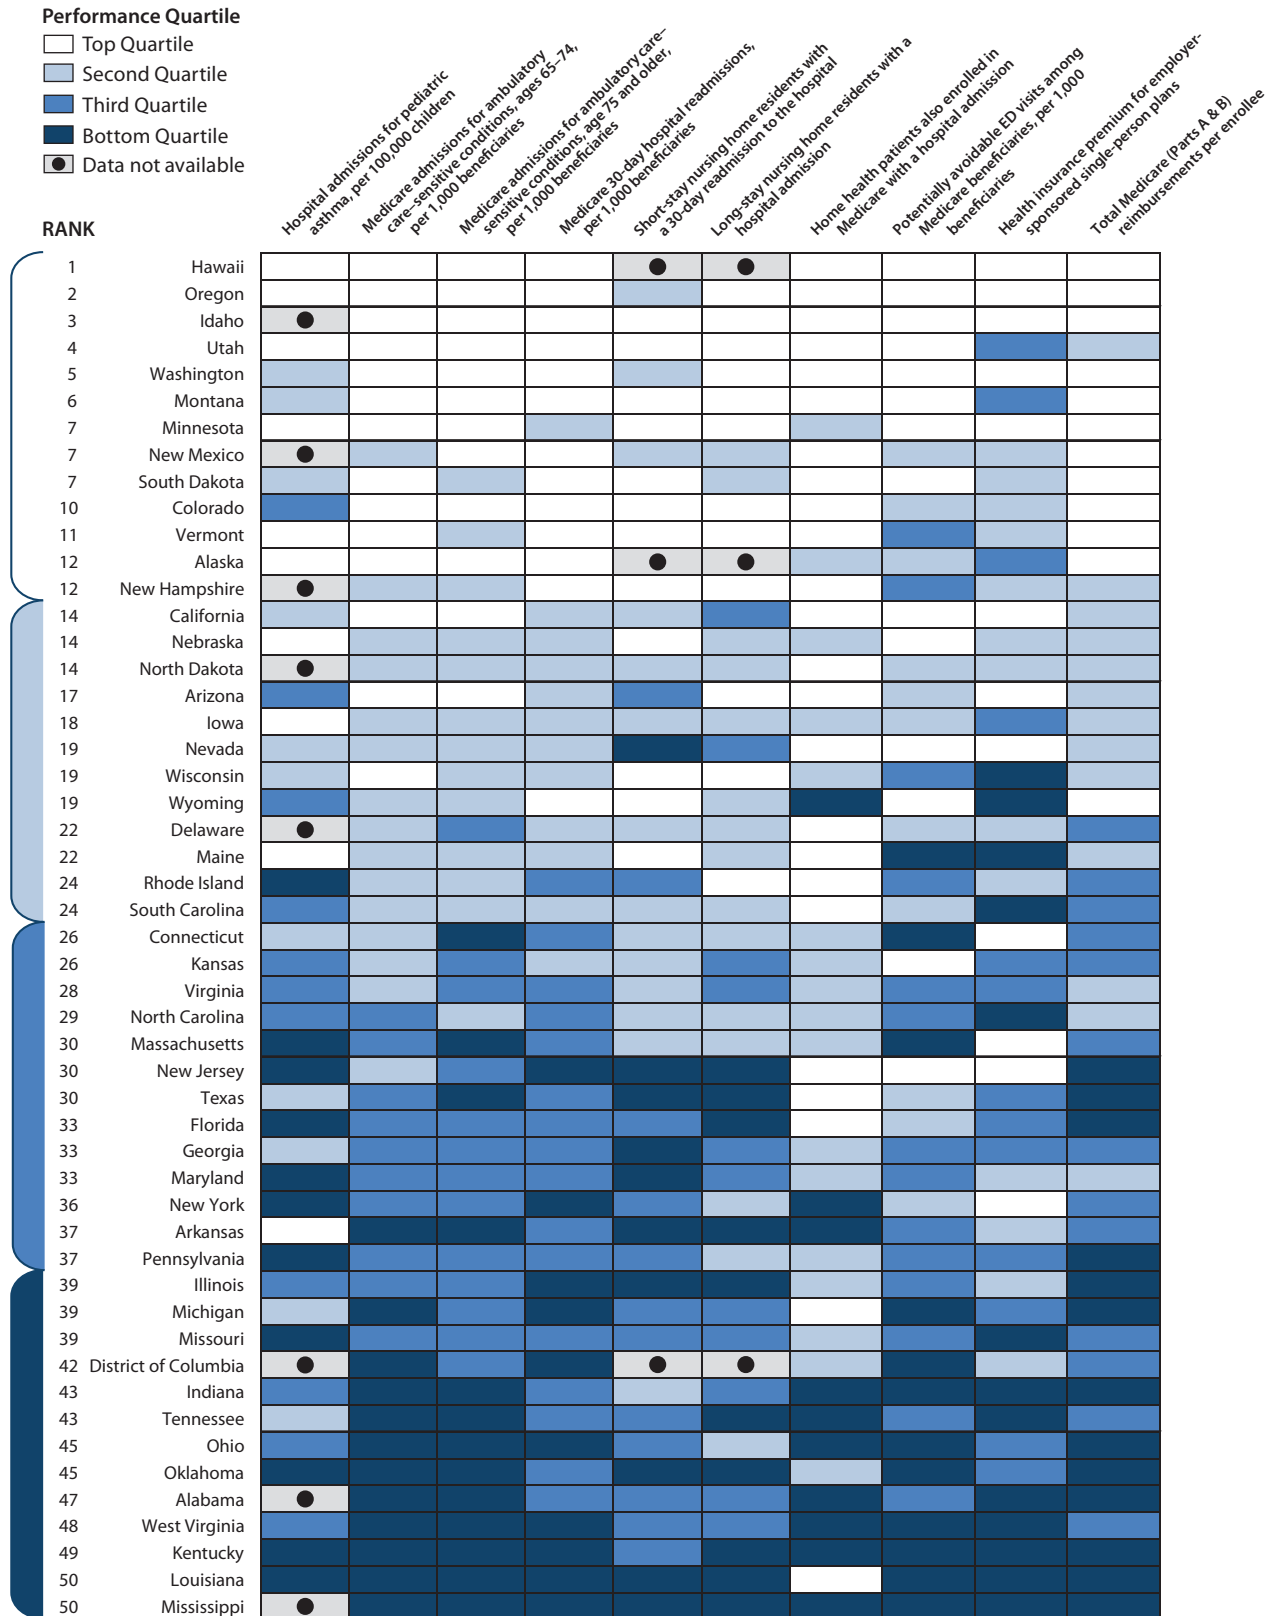 Performance Quartile
Top Quartile
Second Quartile
Third Quartile
Bottom Quartile
Data not available
Hospital admissions for pediatric
asthma, per 100,000 children
Medicare admissions for ambulatory
care–sensitive conditions, ages 65–74,
per 1,000 beneficiaries
Medicare admissions for ambulatory care–
sensitive conditions, age 75 and older,
per 1,000 beneficiaries
Medicare 30-day hospital readmissions,
per 1,000 beneficiaries
Short-stay nursing home residents with
a 30-day readmission to the hospital
Long-stay nursing home residents with a
hospital admission
Home health patients also enrolled in
Medicare with a hospital admission
Potentially avoidable ED visits among
Medicare beneficiaries, per 1,000
beneficiaries
Health insurance premium for employer-
sponsored single-person plans
Total Medicare (Parts A & B)
reimbursements per enrollee
RANK
1 Hawaii
2 Oregon
3 Idaho
4 Utah
5 Washington
6 Montana
7 Minnesota
7 New Mexico
7 South Dakota
10 Colorado
11 Vermont
12 Alaska
12 New Hampshire
14 California
14 Nebraska
14 North Dakota
17 Arizona
18 Iowa
19 Nevada
19 Wisconsin
19 Wyoming
22 Delaware
22 Maine
24 Rhode Island
24 South Carolina
26 Connecticut
26 Kansas
28 Virginia
29 North Carolina
30 Massachusetts
30 New Jersey
30 Texas
33 Florida
33 Georgia
33 Maryland
36 New York
37 Arkansas
37 Pennsylvania
39 Illinois
39 Michigan
39 Missouri
42 District of Columbia
43 Indiana
43 Tennessee
45 Ohio
45 Oklahoma
47 Alabama
48 West Virginia
49 Kentucky
50 Louisiana
50 Mississippi